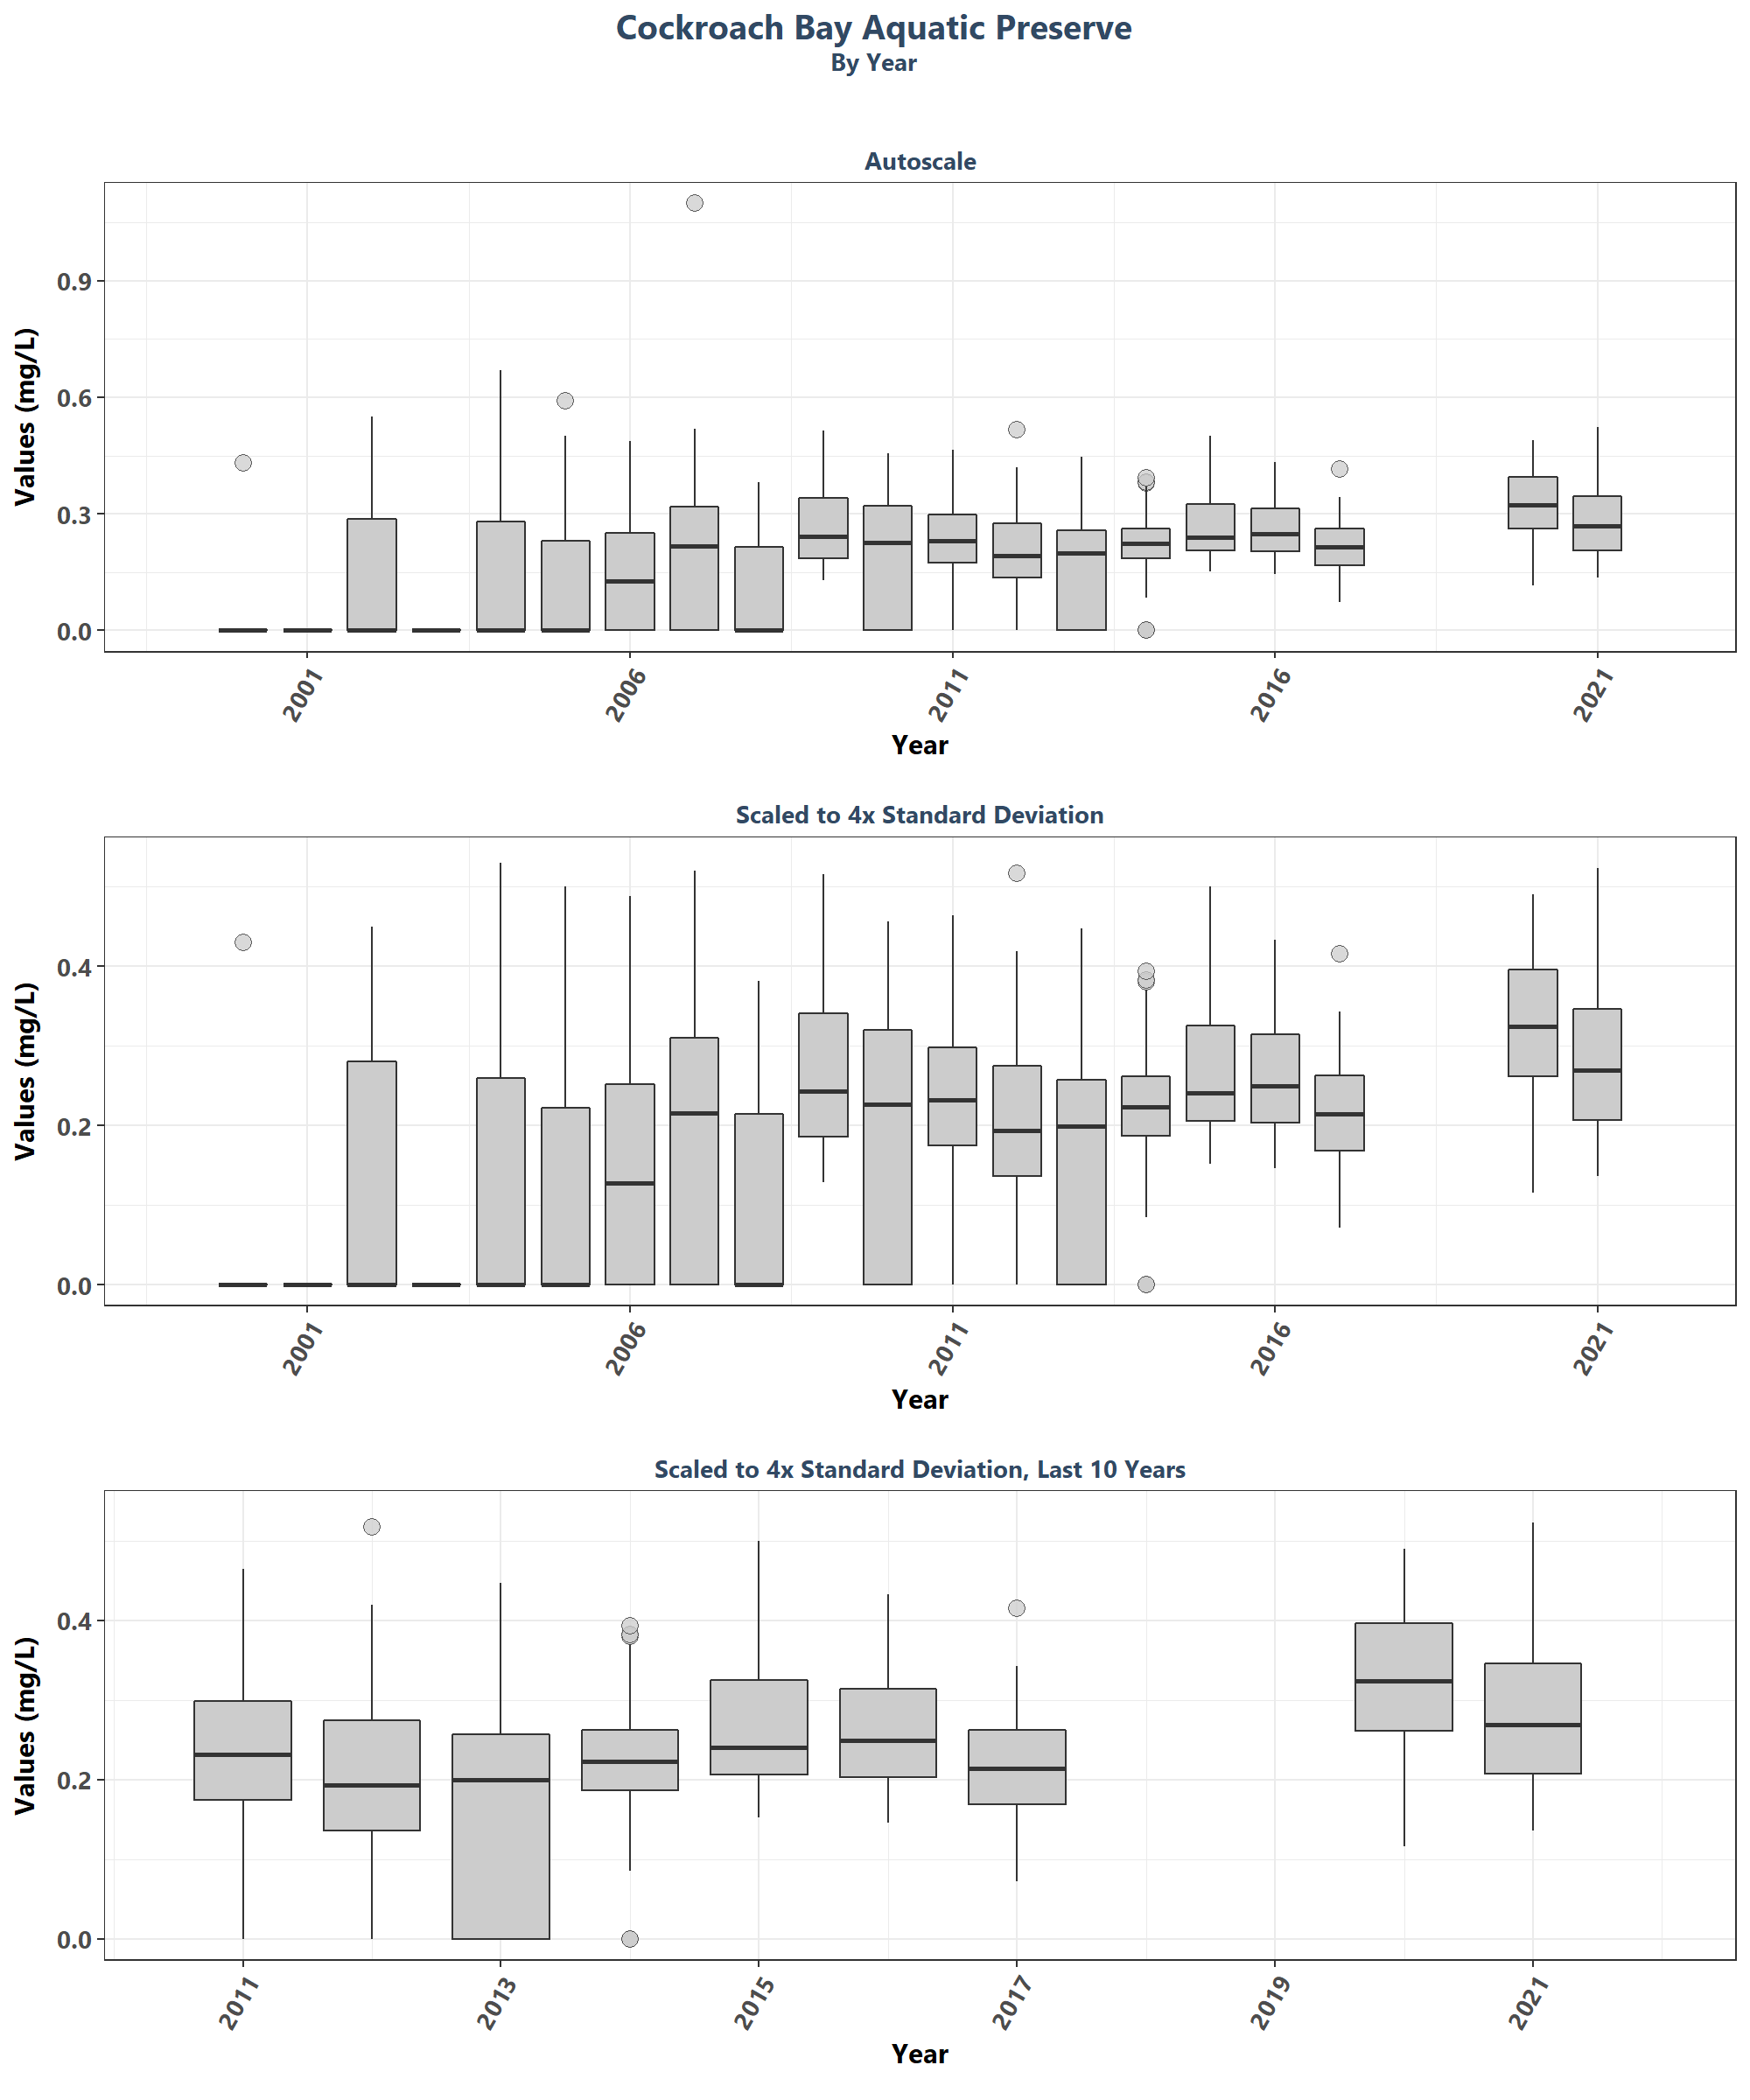 Cockroach Bay Aquatic Preserve
By Year
Autoscale
Values (mg/L)
0.9
0.6
0.3
0.0
2001 2006 2011 2016 2021
Year
Scaled to 4x Standard Deviation
Values (mg/L)
0.4
0.2
0.0
2001 2006 2011 2016 2021
Year
Scaled to 4x Standard Deviation, Last 10 Years
Values (mg/L)
0.4
0.2
0.0
2011 2013 2015 2017 2019 2021
Year